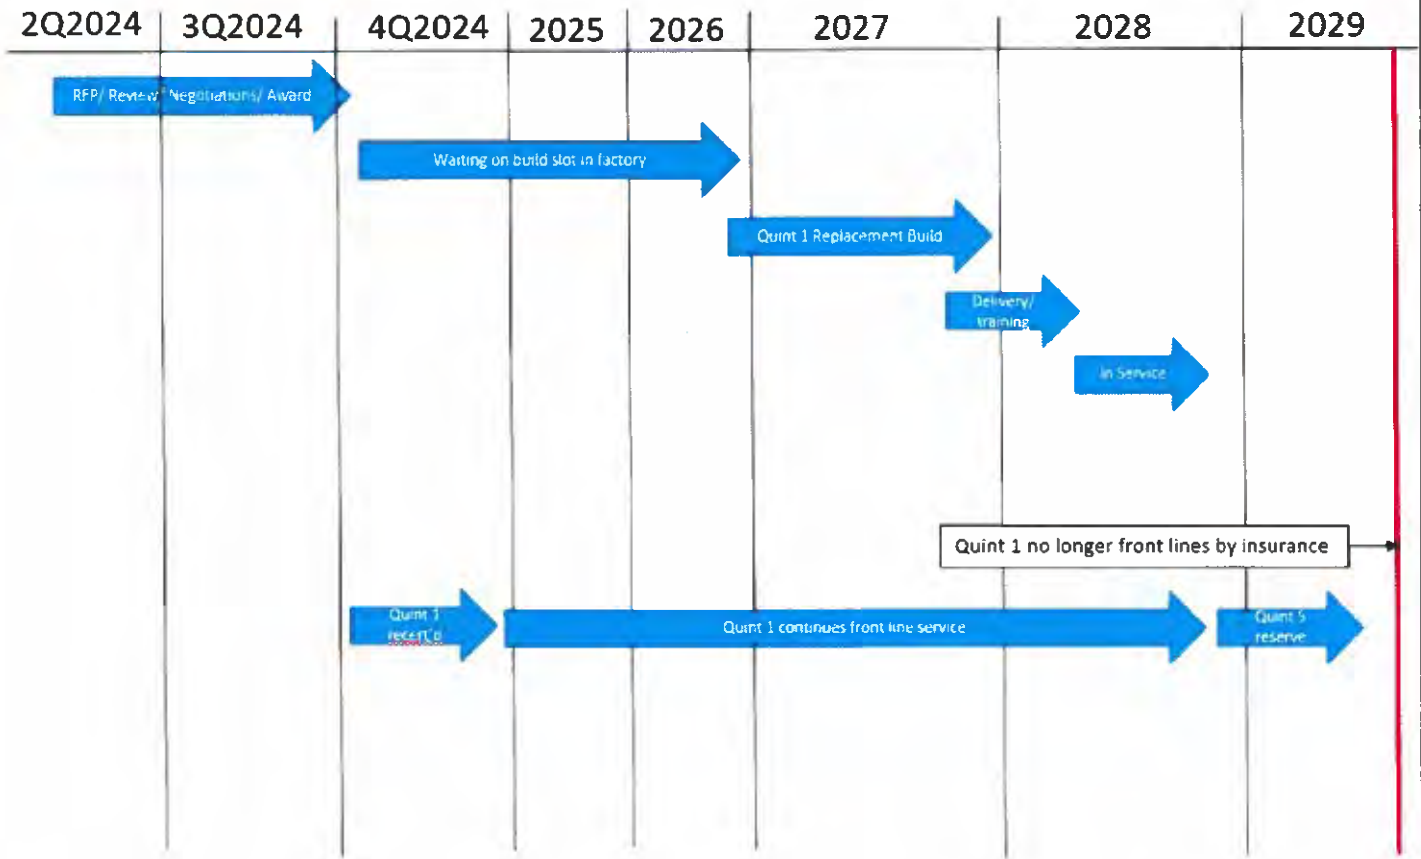 2Q2024 3Q2024 4Q2024 2025 2026 2027 2028 2029
RFP/ Review/ Negotiations/ Award
Waiting on build slot in factory
Quint 1 Replacement Build
Delivery/
training
In Service
Quint 1 no longer front lines by insurance
Quint 1
recert'd
Quint 1 continues front line service
Quint 5
reserve